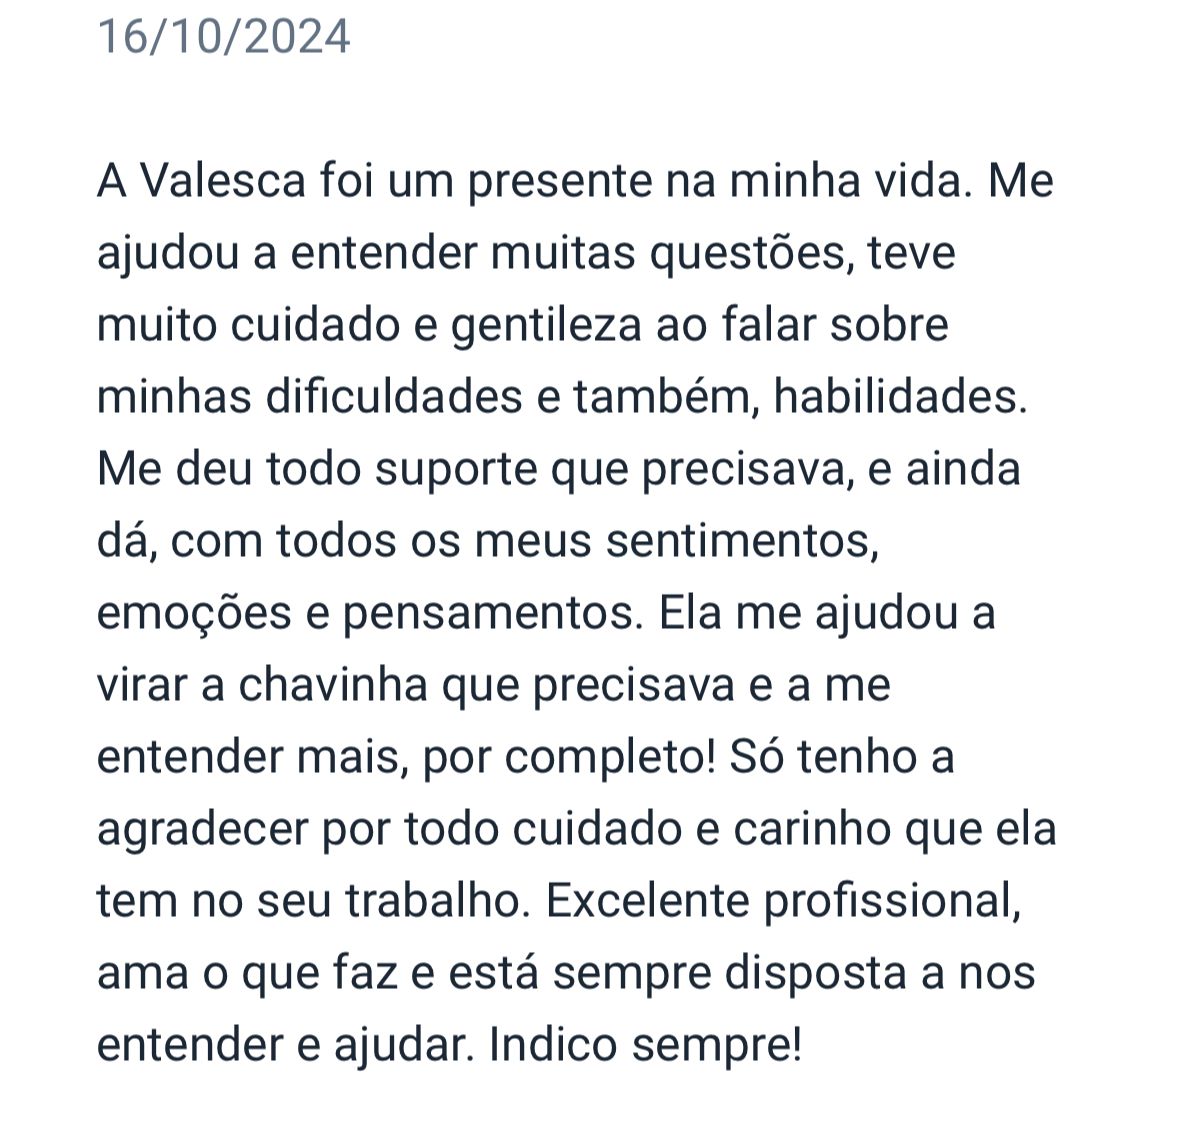 16/10/2024
A Valesca foi um presente na minha vida. Me
ajudou a entender muitas questões, teve
muito cuidado e gentileza ao falar sobre
minhas dificuldades e também, habilidades.
Me deu todo suporte que precisava, e ainda
dá, com todos os meus sentimentos,
emoções e pensamentos. Ela me ajudou a
virar a chavinha que precisava e a me
entender mais, por completo! Só tenho a
agradecer por todo cuidado e carinho que ela
tem no seu trabalho. Excelente profissional,
ama o que faz e está sempre disposta a nos
entender e ajudar. Indico sempre!